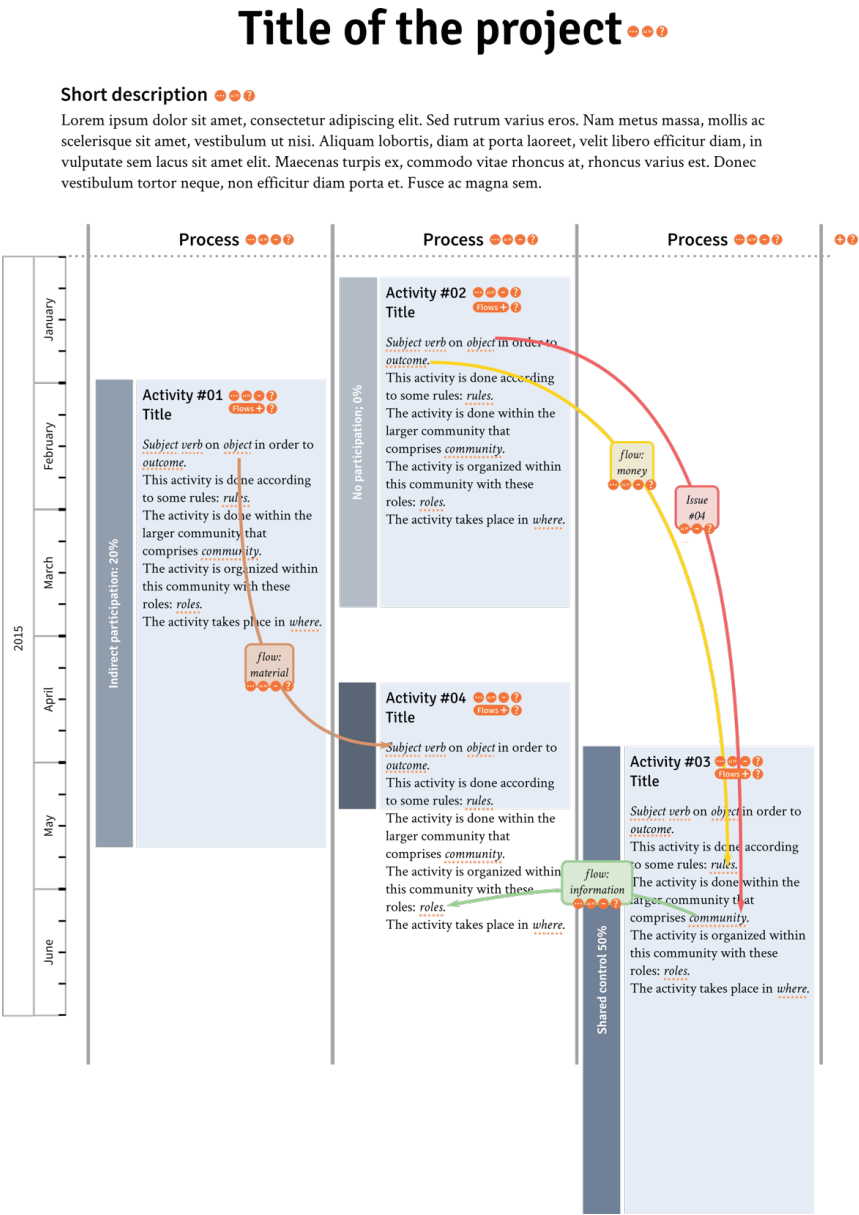 Title of the project
Short description
Lorem ipsum dolor sit amet, consectetur adipiscing elit. Sed rutrum varius eros. Nam metus massa, mollis ac
scelerisque sit amet, vestibulum ut nisi. Aliquam lobortis, diam at porta laoreet, velit libero efficitur diam, in
vulputate sem lacus sit amet elit. Maecenas turpis ex, commodo vitae rhoncus at, rhoncus varius est. Donec
vestibulum tortor neque, non efficitur diam porta et. Fusce ac magna sem.
Process
Process
Process
2015
January
February
March
April
May
June
Indirect participation: 20%
Activity #01
Flows +
Title
Subject verb on object in order to
outcome.
This activity is done according
to some rules: rules.
The activity is done within the
larger community that
comprises community.
The activity is organized within
this community with these
roles: roles.
The activity takes place in where.
flow:
material
No participation; 0%
Activity #02
Flows +
Title
Subject verb on object in order to
outcome.
This activity is done according
to some rules: rules.
The activity is done within the
larger community that
comprises community.
The activity is organized within
this community with these
roles: roles.
The activity takes place in where.
flow:
money
Issue
#04
Activity #04
Flows +
Title
Subject verb on object in order to
outcome.
This activity is done according
to some rules: rules.
The activity is done within the
larger community that
comprises community.
The activity is organized within
this community with these
roles: roles.
The activity takes place in where.
flow:
information
Shared control 50%
Activity #03
Flows +
Title
Subject verb on object in order to
outcome.
This activity is done according
to some rules: rules.
The activity is done within the
larger community that
comprises community.
The activity is organized within
this community with these
roles: roles.
The activity takes place in where.